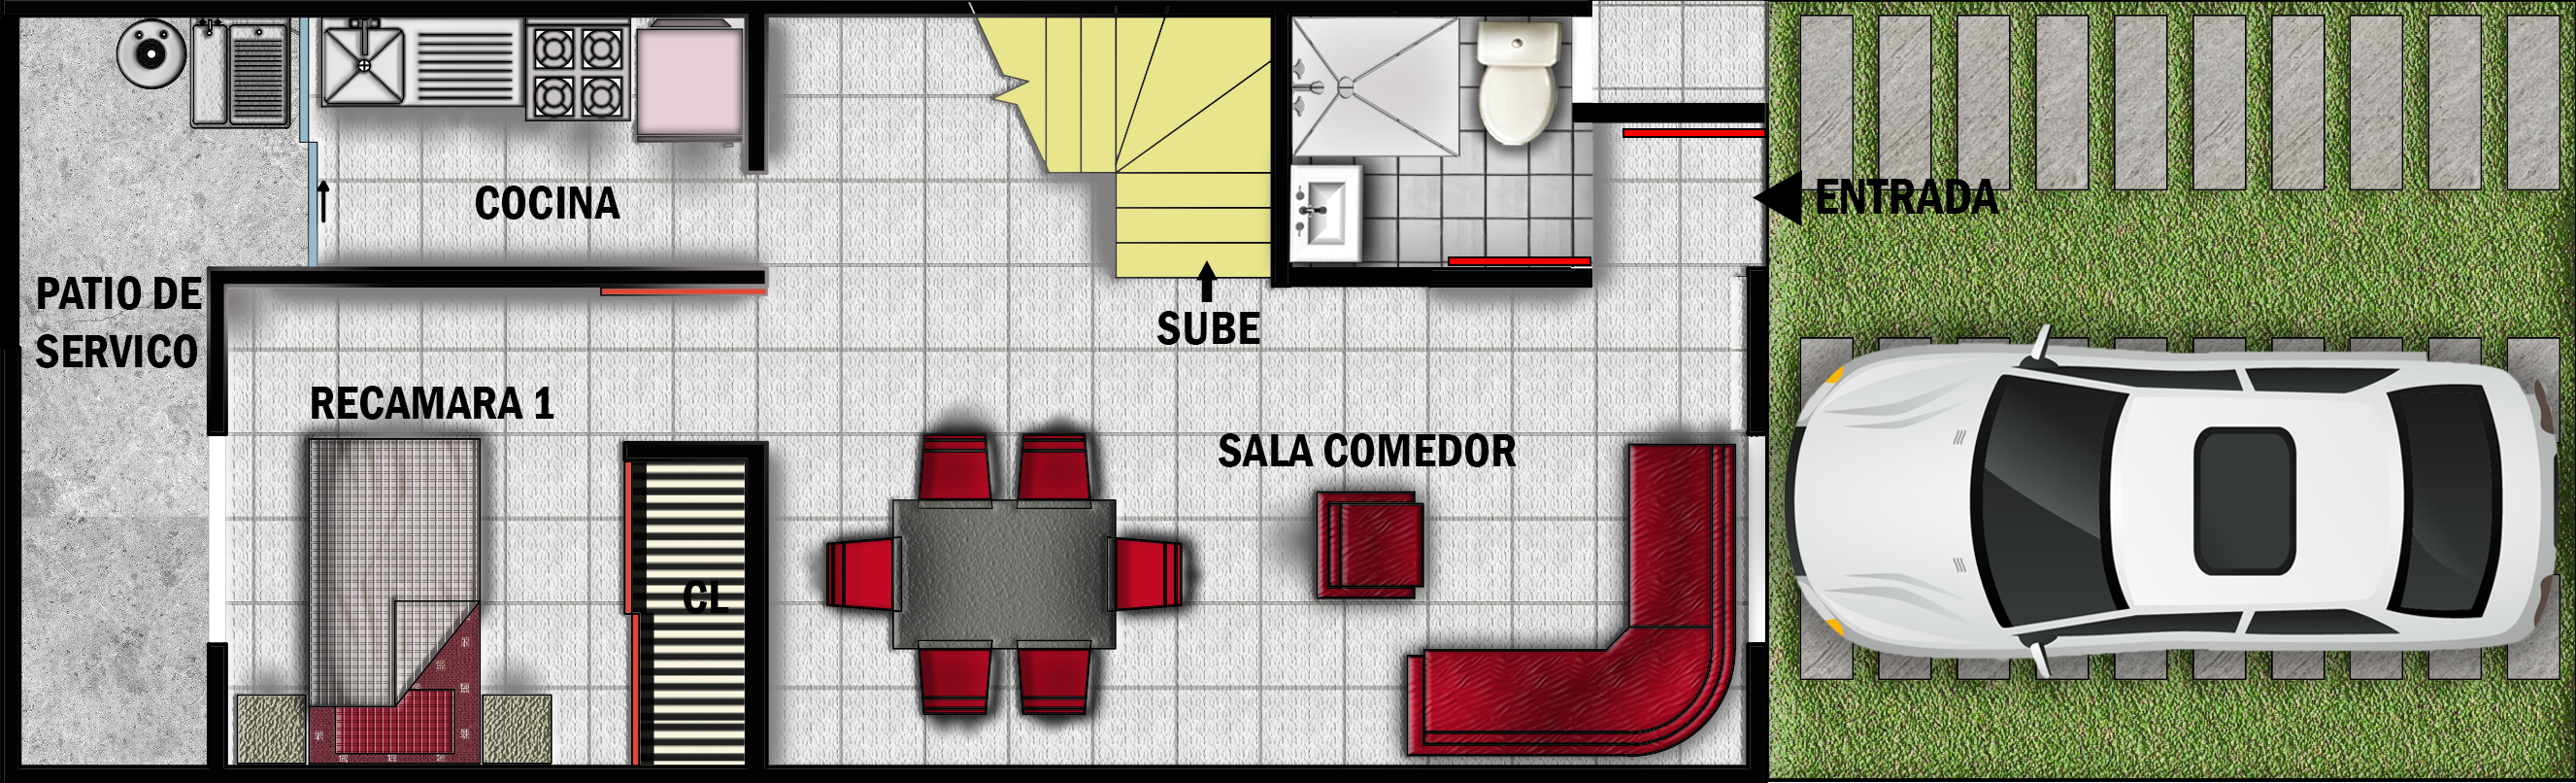 COCINA
ENTRADA
PATIO DE
SERVICO
SUBE
RECAMARA 1
SALA COMEDOR
CL